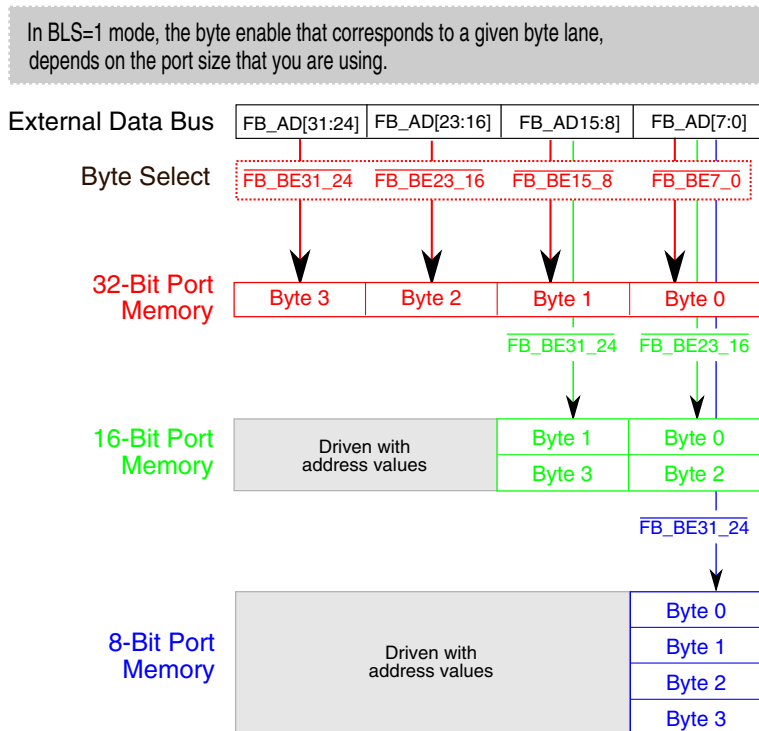 In BLS=1 mode, the byte enable that corresponds to a given byte lane,
depends on the port size that you are using.
External Data Bus FB_AD[31:24] FB_AD[23:16] FB_AD15:8] FB_AD[7:0]
Byte Select FB_BE31_24 FB_BE23_16 FB_BE15_8 FB_BE7_0
32-Bit Port
Memory
Byte 3 Byte 2 Byte 1 Byte 0
FB_BE31_24 FB_BE23_16
16-Bit Port
Memory
Driven with
address values
Byte 1 Byte 0
Byte 3 Byte 2
FB_BE31_24
8-Bit Port
Memory
Driven with
address values
Byte 0
Byte 1
Byte 2
Byte 3